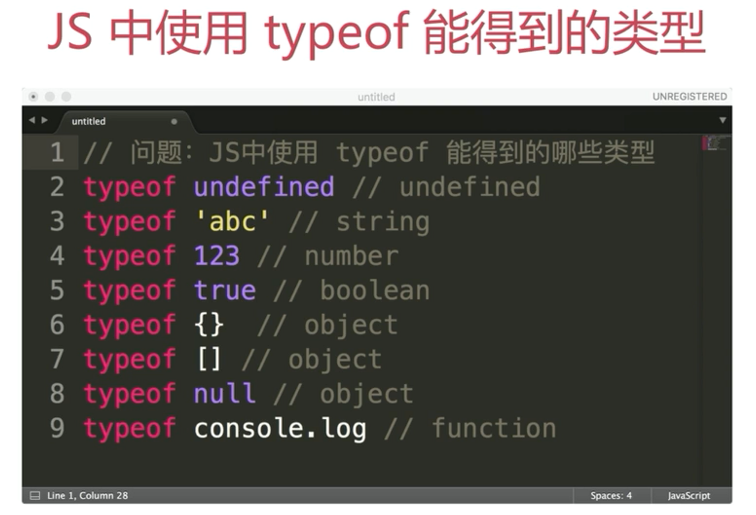 JS 中使用 typeof 能得到的类型
untitled
UNREGISTERED
untitled
1 // 问题：JS中使用 typeof 能得到的哪些类型
2 typeof undefined // undefined
3 typeof 'abc' // string
4 typeof 123 // number
5 typeof true // boolean
6 typeof {}  // object
7 typeof [] // object
8 typeof null // object
9 typeof console.log // function
Line 1, Column 28
Spaces: 4
JavaScript